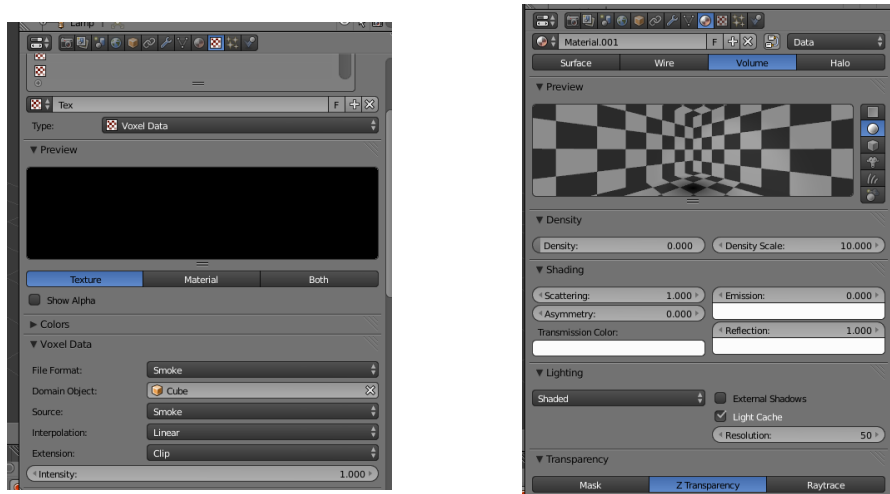 Lamp
F
Tex
Type:
Voxel Data
Preview
Texture
Material
Both
Show Alpha
Colors
Voxel Data
File Format:
Smoke
Domain Object:
Cube
Source:
Smoke
Interpolation:
Linear
Extension:
Clip
Intensity:
1.000
Material.001
F
Data
Surface
Wire
Volume
Halo
Preview
Density
Density:
0.000
Density Scale:
10.000
Shading
Scattering:
1.000
Emission:
0.000
Asymmetry:
0.000
Transmission Color:
Reflection:
1.000
Lighting
Shaded
External Shadows
Light Cache
Resolution:
50
Transparency
Mask
Z Transparency
Raytrace